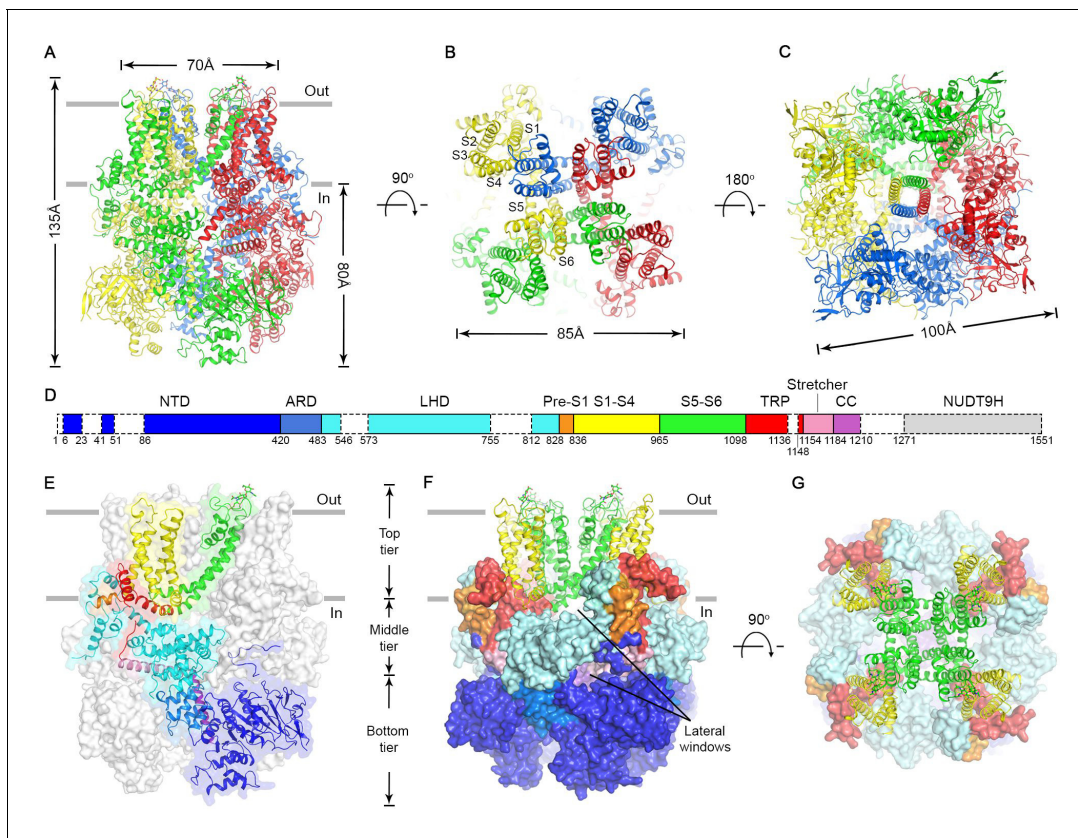 A
70Å
Out
In
135Å
80Å
90°
B
S1
S2
S3
S4
S5
S6
85Å
180°
C
100Å
D
NTD
ARD
LHD
Pre-S1 S1-S4
S5-S6
TRP
Stretcher
CC
NUDT9H
1 6 23 41 51 86 420 483 546 573 755 812 828 836 965 1098 1136 1154 1184 1210 1271 1551
1148
E
Out
In
Top
tier
Middle
tier
Bottom
tier
F
Out
In
Lateral
windows
90°
G